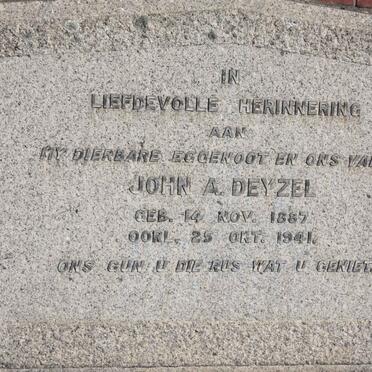 IN
LIEFDEVOLLE HERINNERING
AAN
MY DIERBARE EGGENOOT EN ONS VA
JOHN A. DEYZEL
GEB. 14 NOV. 1887
OORL. 25 OKT. 1941.
ONS GUN U DIE RUS WAT U GENIET